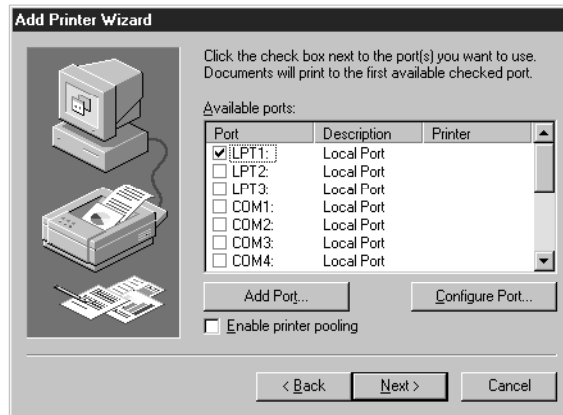 Add Printer Wizard
Click the check box next to the port(s) you want to use.
Documents will print to the first available checked port.
Available ports:
Port Description Printer
LPT1: Local Port
LPT2: Local Port
LPT3: Local Port
COM1: Local Port
COM2: Local Port
COM3: Local Port
COM4: Local Port
Add Port... Configure Port...
Enable printer pooling
< Back Next > Cancel